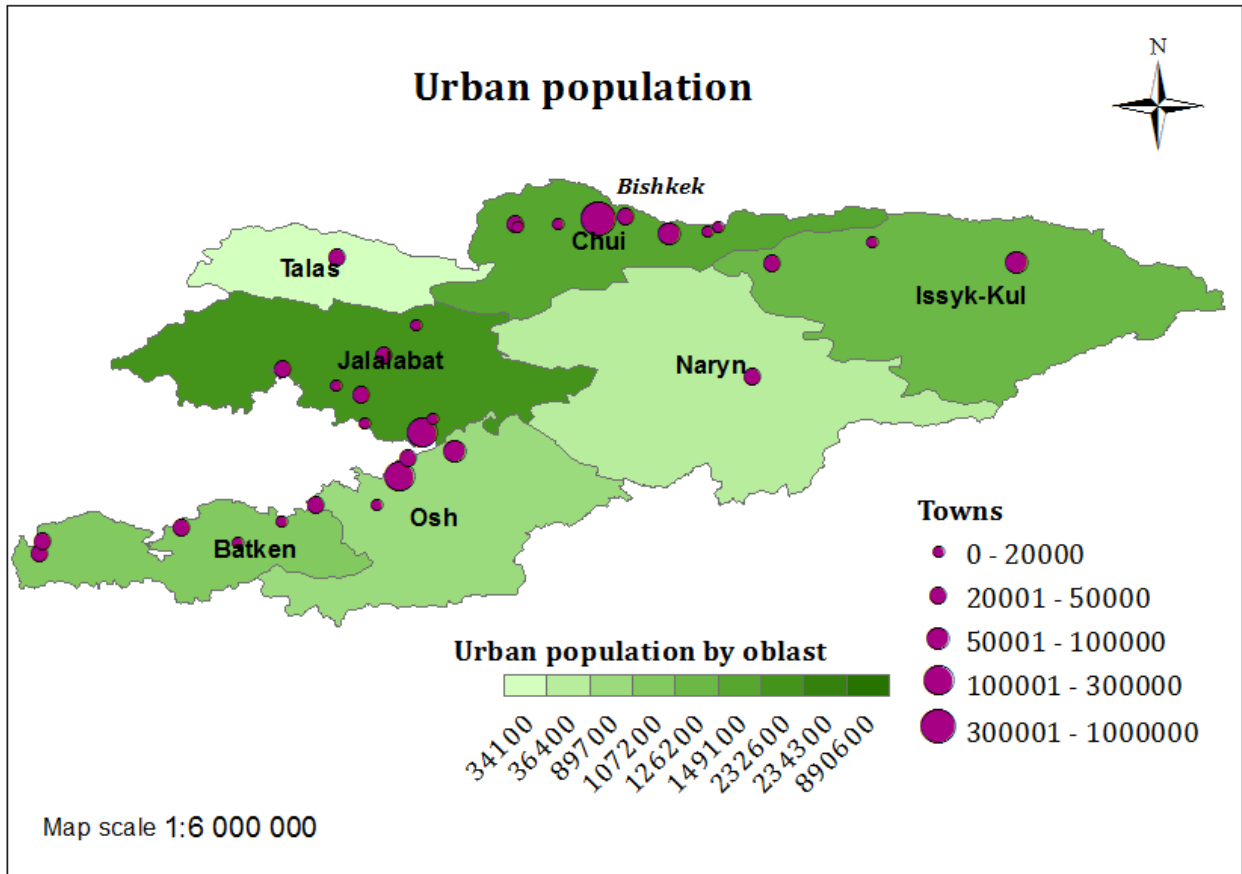 N
Urban population
Bishkek
Chui
Talas
Issyk-Kul
Jalalabat
Naryn
Osh
Batken
Towns
0 - 20000
20001 - 50000
50001 - 100000
100001 - 300000
300001 - 1000000
Urban population by oblast
34100
36400
89700
107200
126200
149100
232600
234300
890600
Map scale 1:6 000 000